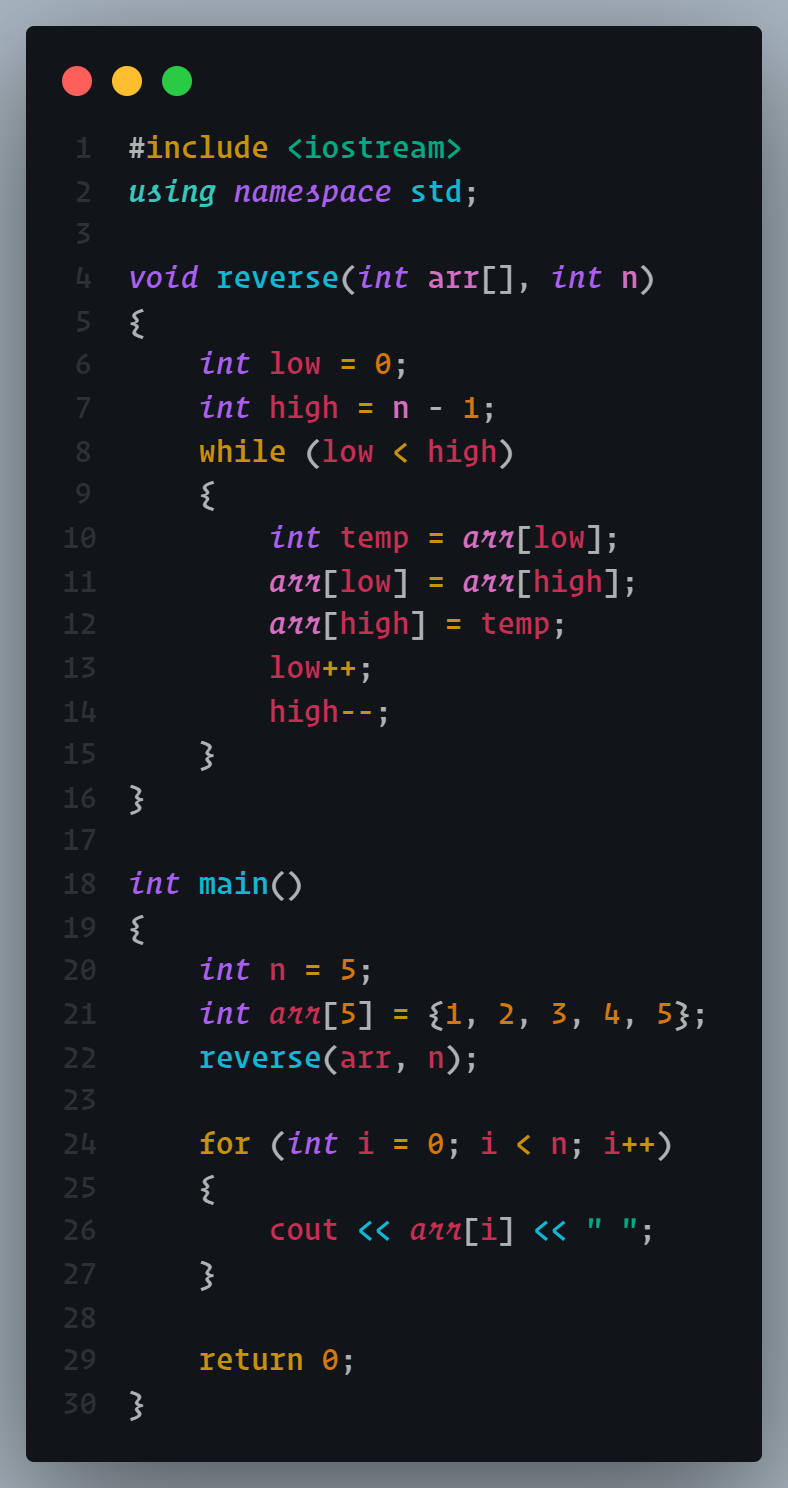 1 #include <iostream>
2 using namespace std;
3
4 void reverse(int arr[], int n)
5 {
6     int low = 0;
7     int high = n - 1;
8     while (low < high)
9     {
10         int temp = arr[low];
11         arr[low] = arr[high];
12         arr[high] = temp;
13         low++;
14         high--;
15     }
16 }
17
18 int main()
19 {
20     int n = 5;
21     int arr[5] = {1, 2, 3, 4, 5};
22     reverse(arr, n);
23
24     for (int i = 0; i < n; i++)
25     {
26         cout << arr[i] << " ";
27     }
28
29     return 0;
30 }